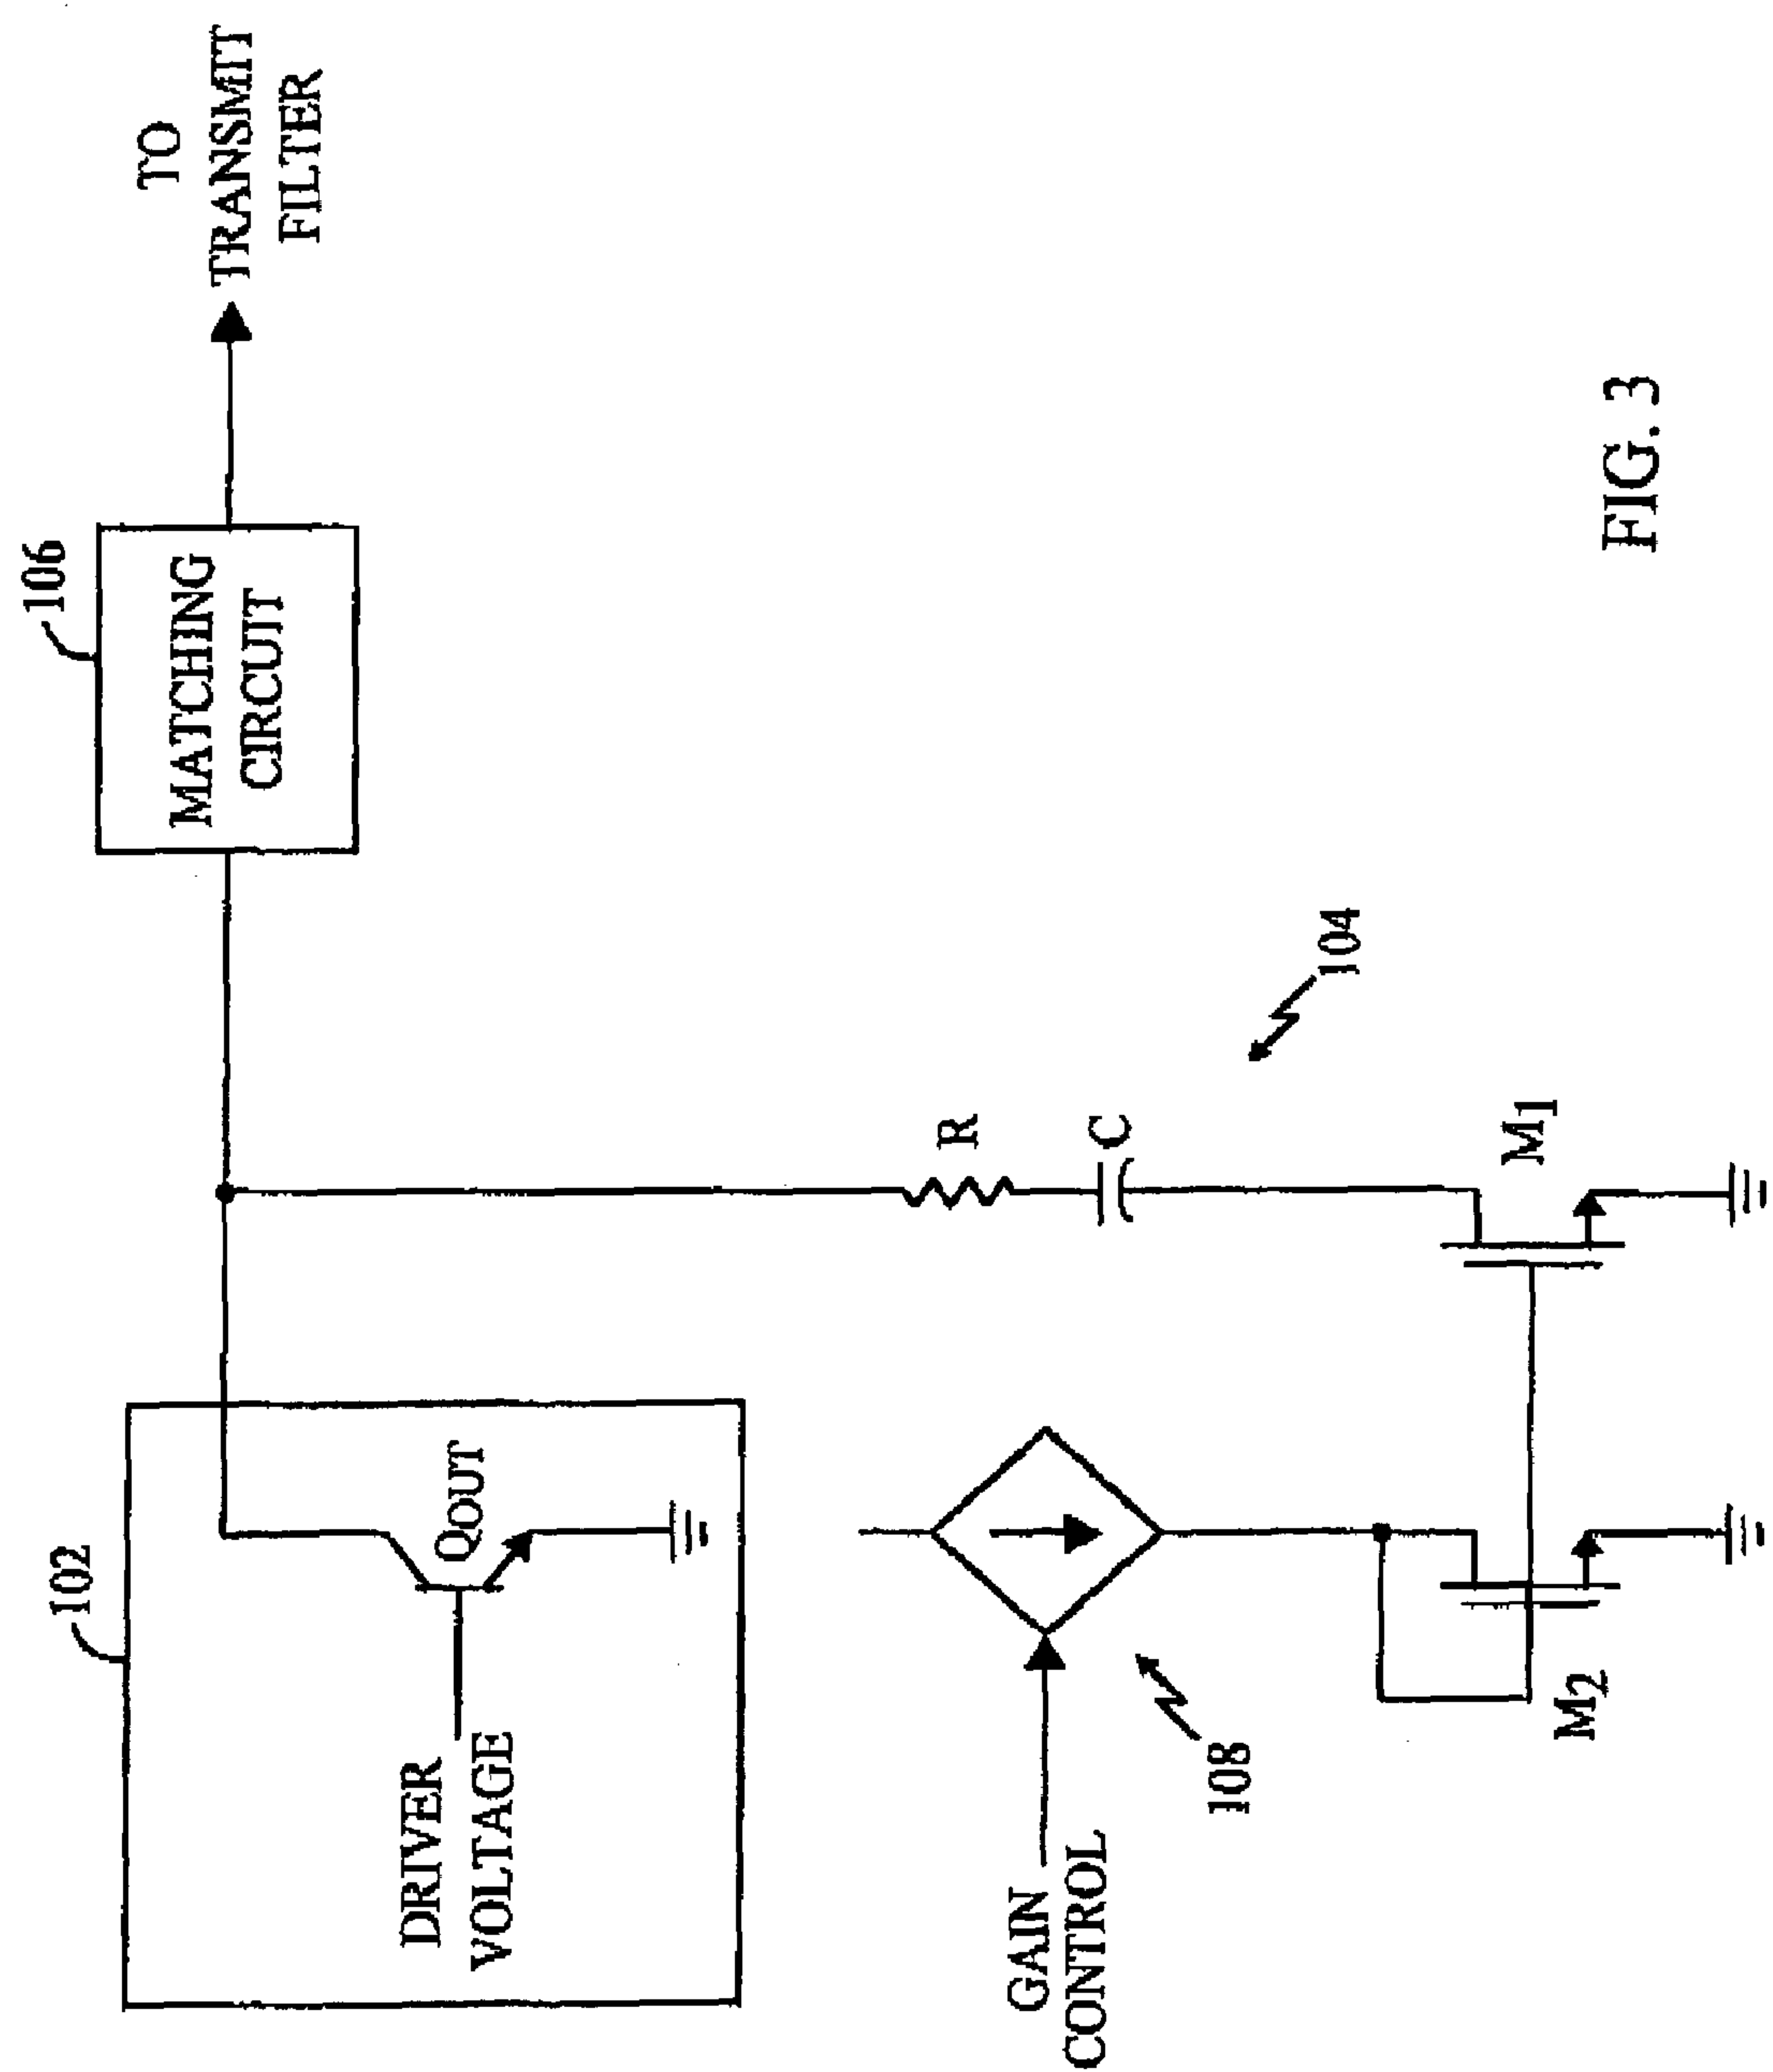 102
DRIVER
VOLTAGE
QOUT
106
MATCHING
CIRCUIT
TO
TRANSMIT
FILTER
GAIN
CONTROL
108
R
C
104
M2
M1
FIG. 3